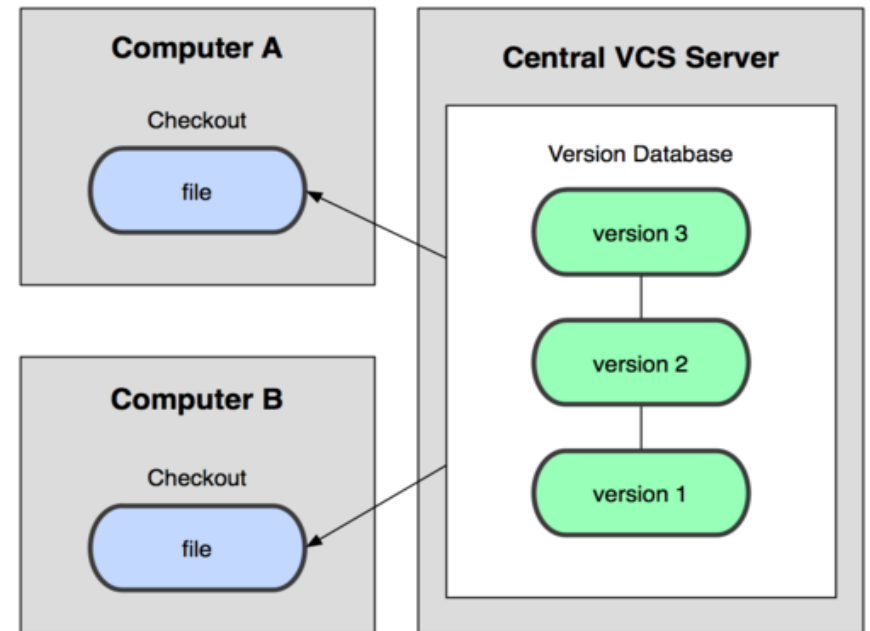 Computer A
Checkout
file
Computer B
Checkout
file
Central VCS Server
Version Database
version 3
version 2
version 1